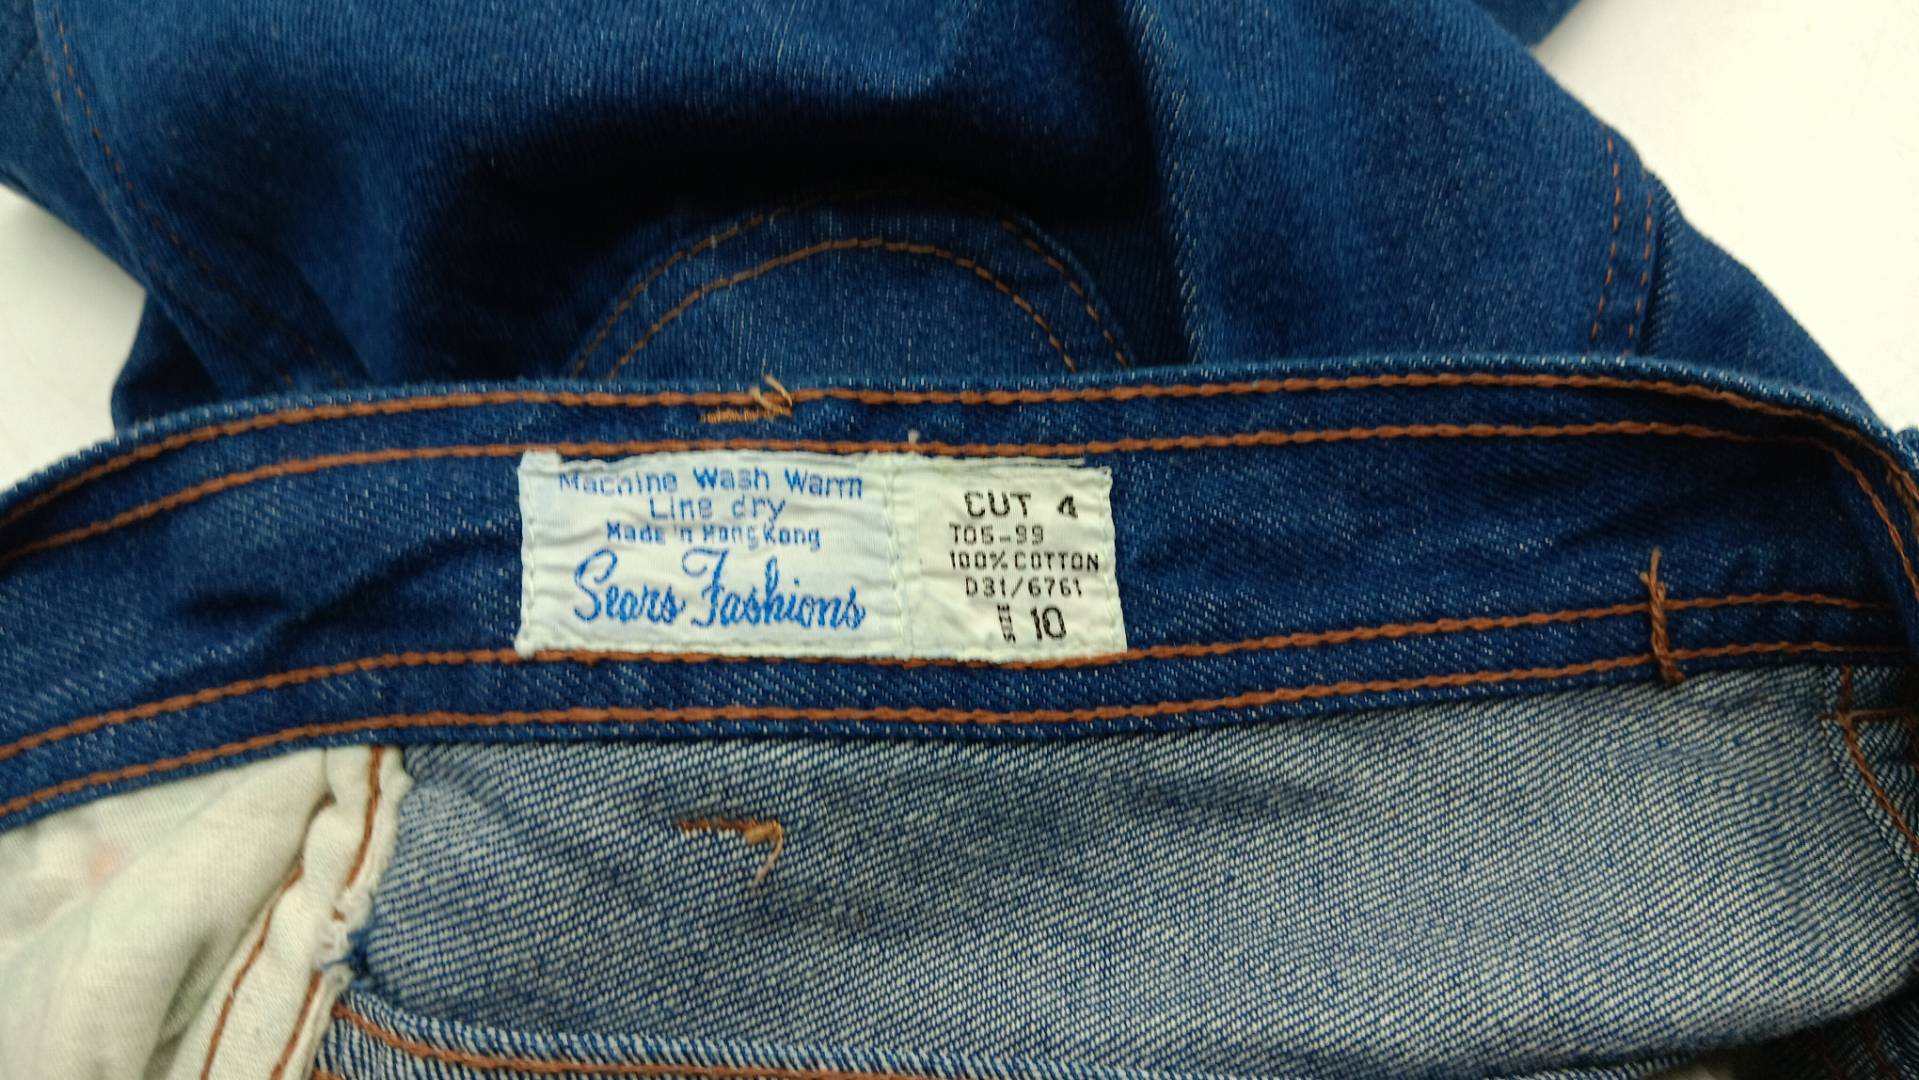 Machine Wash Warm
Line dry
Made in Hong Kong
Sears Fashions
CUT 4
T05-99
100% COTTON
D31/6761
SIZE 10